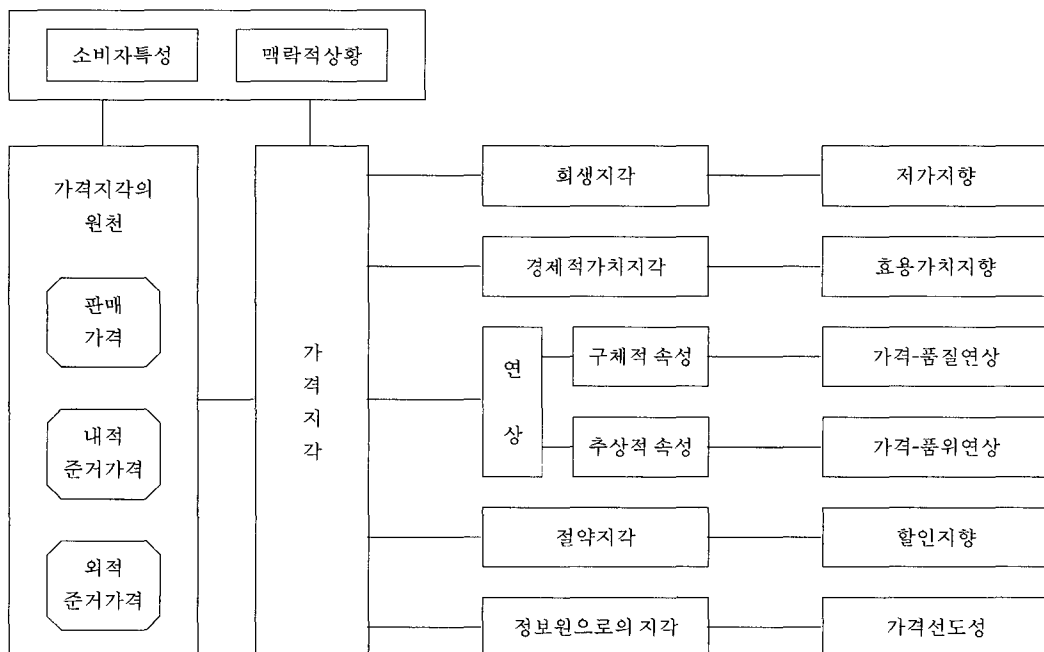 소비자특성
맥락적상황
가격지각의
원천
판매
가격
내적
준거가격
외적
준거가격
가
격
지
각
희생지각
저가지향
경제적가치지각
효용가치지향
연
상
구체적 속성
가격-품질연상
추상적 속성
가격-품위연상
절약지각
할인지향
정보원으로의 지각
가격선도성